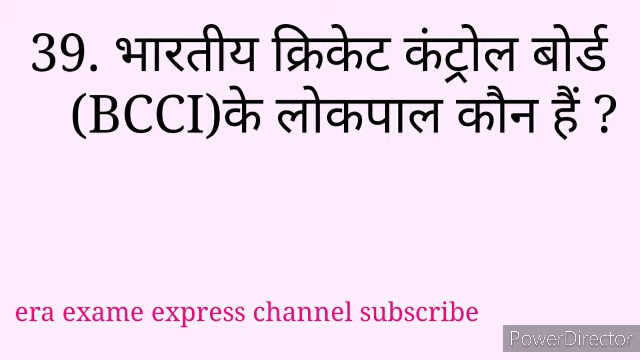 39. भारतीय क्रिकेट कंट्रोल बोर्ड
(BCCI)के लोकपाल कौन हैं ?
era exame express channel subscribe
PowerDirector